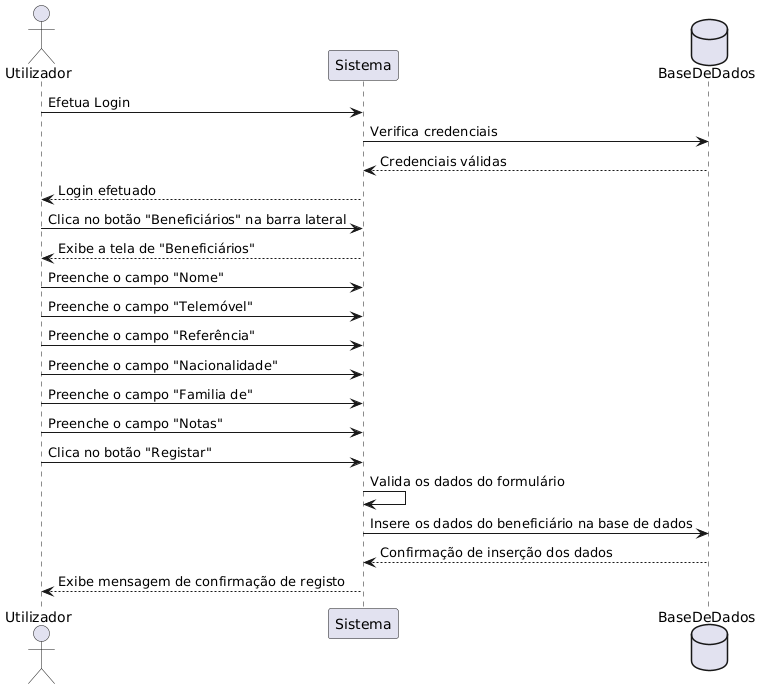 Utilizador
Sistema
BaseDeDados
Efetua Login
Verifica credenciais
Credenciais válidas
Login efetuado
Clica no botão "Beneficiários" na barra lateral
Exibe a tela de "Beneficiários"
Preenche o campo "Nome"
Preenche o campo "Telemóvel"
Preenche o campo "Referência"
Preenche o campo "Nacionalidade"
Preenche o campo "Familia de"
Preenche o campo "Notas"
Clica no botão "Registar"
Valida os dados do formulário
Insere os dados do beneficiário na base de dados
Confirmação de inserção dos dados
Exibe mensagem de confirmação de registo
Utilizador
Sistema
BaseDeDados